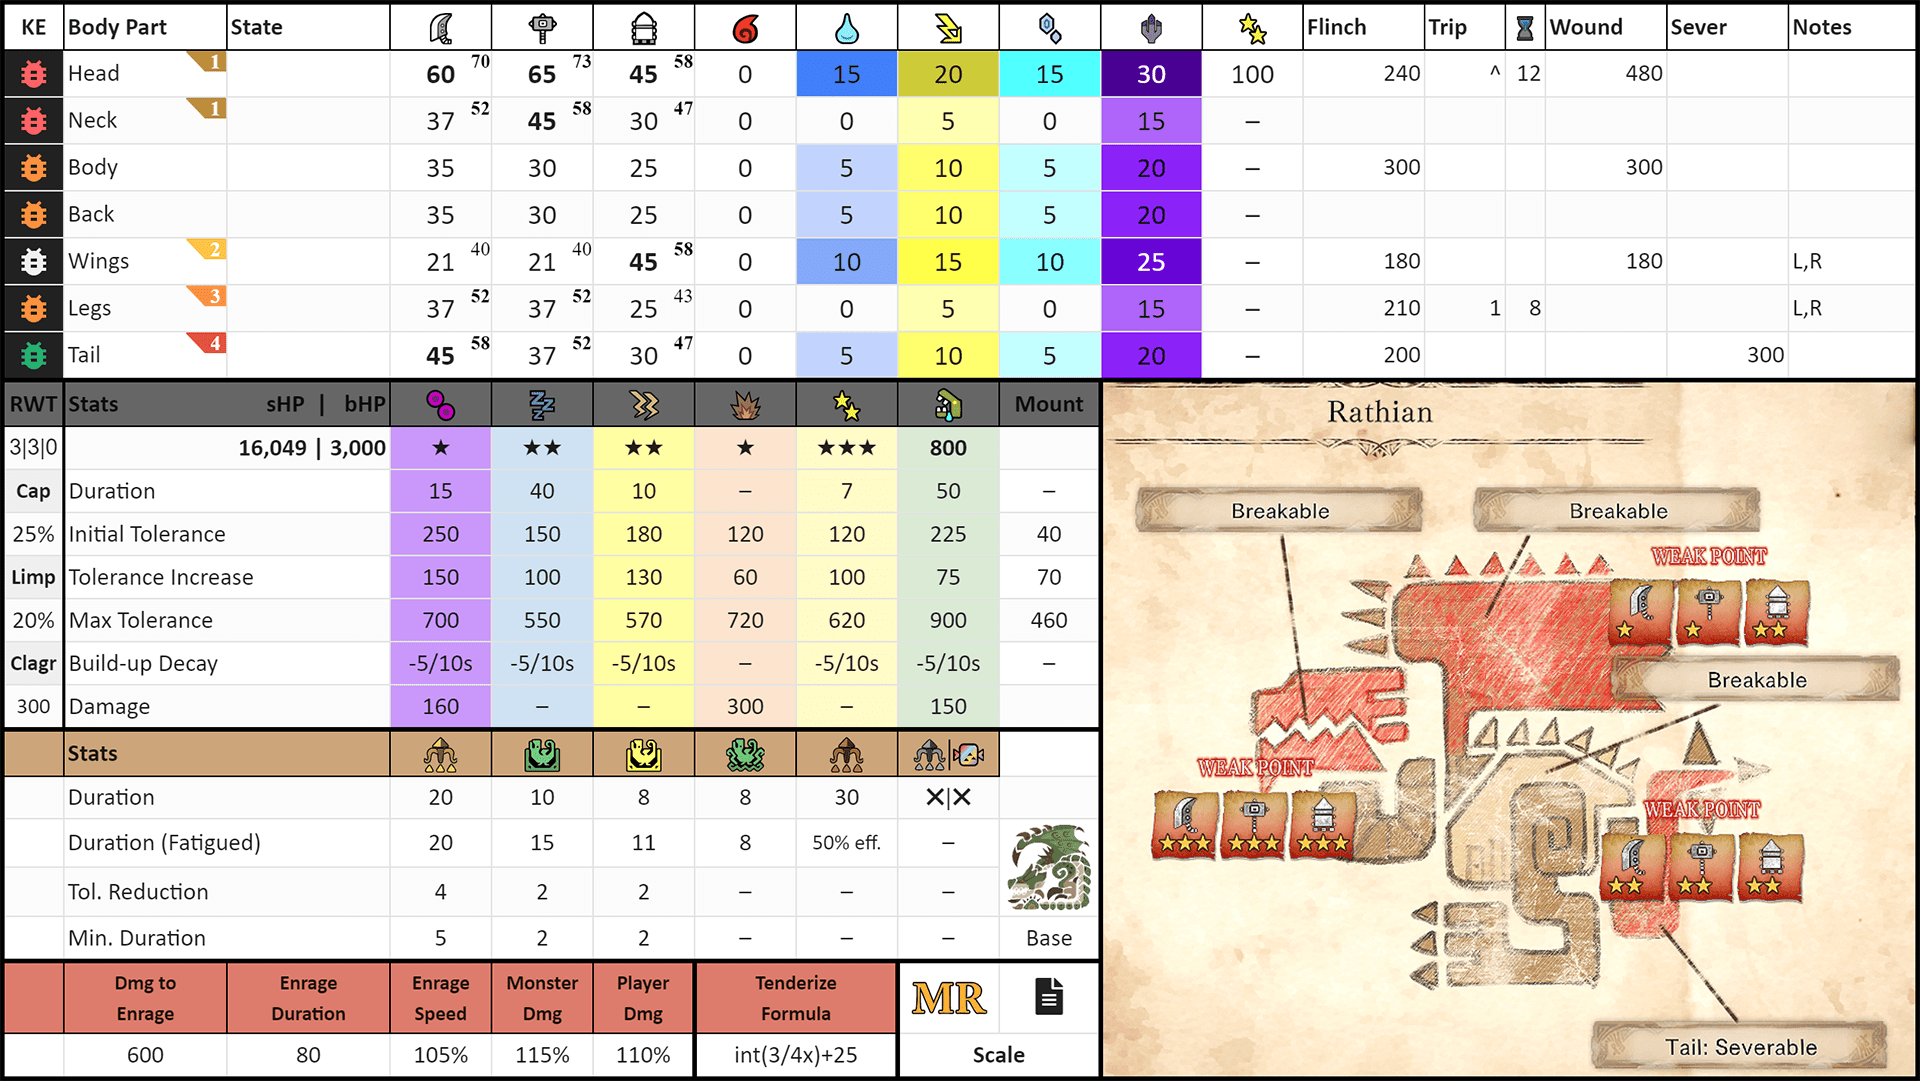 KE Body Part State Flinch Trip Wound Sever Notes
Head 1 60 70 65 73 45 58 0 15 20 15 30 100 240 ^ 12 480
Neck 1 37 52 45 58 30 47 0 0 5 0 15 – 
Body 35 30 25 0 5 10 5 20 – 300 300
Back 35 30 25 0 5 10 5 20 –
Wings 2 21 40 21 40 45 58 0 10 15 10 25 – 180 180 L,R
Legs 3 37 52 37 52 25 43 0 0 5 0 15 – 210 1 8 L,R
Tail 4 45 58 37 52 30 47 0 5 10 5 20 – 200 300
RWT Stats sHP | bHP Mount
3|3|0 16,049 | 3,000 ★ ★★ ★★ ★ ★★★ 800
Cap Duration 15 40 10 – 7 50 –
25% Initial Tolerance 250 150 180 120 120 225 40
Limp Tolerance Increase 150 100 130 60 100 75 70
20% Max Tolerance 700 550 570 720 620 900 460
Clagr Build-up Decay -5/10s -5/10s -5/10s – -5/10s -5/10s –
300 Damage 160 – – 300 – 150
Stats
Duration 20 10 8 8 30 ✕|✕
Duration (Fatigued) 20 15 11 8 50% eff. –
Tol. Reduction 4 2 2 – – –
Min. Duration 5 2 2 – – – Base
Dmg to Enrage
Enrage Duration
Enrage Speed
Monster Dmg
Player Dmg
Tenderize Formula
MR
600 80 105% 115% 110% int(3/4x)+25 Scale
Rathian
Breakable
Breakable
WEAK POINT
Breakable
WEAK POINT
WEAK POINT
Tail: Severable